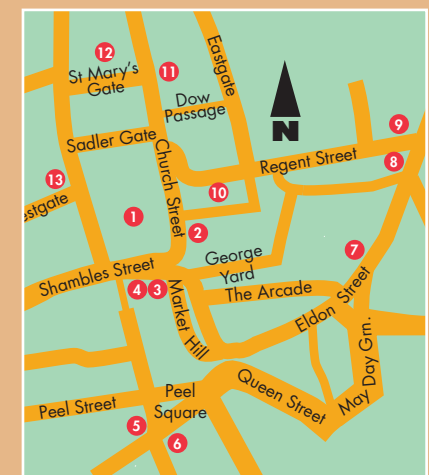 12
11
St Mary's
Gate
Eastgate
Dow
Passage
N
9
Sadler Gate
Church Street
Regent Street
8
13
estgate
10
1
2
7
George
Yard
Shambles Street
4
3
Market Hill
The Arcade
Eldon Street
May Day Grn.
Peel
Square
Queen Street
Peel Street
5
6